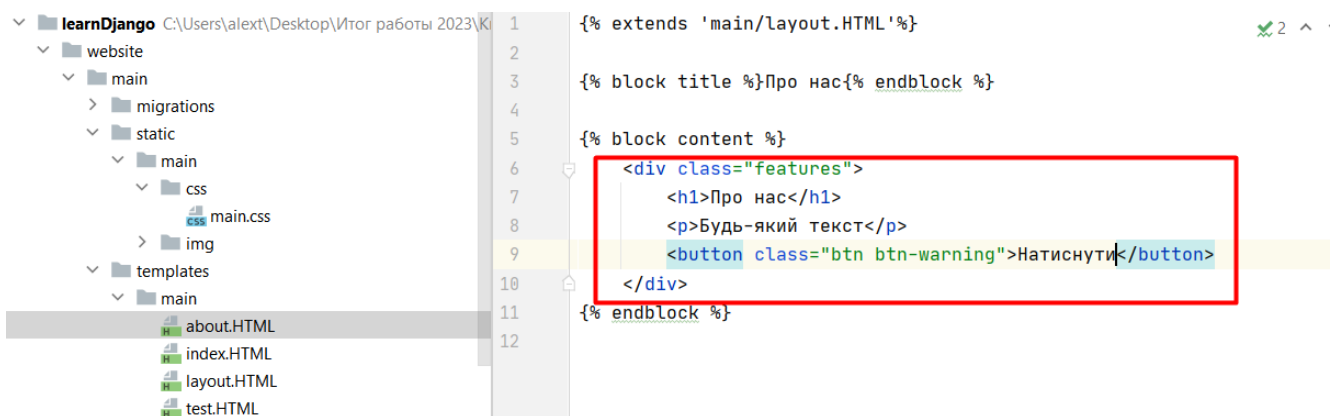 learnDjango C:\Users\alext\Desktop\Итог работы 2023\
website
main
migrations
static
main
css
main.css
img
templates
main
about.HTML
index.HTML
layout.HTML
test.HTML
1 {% extends 'main/layout.HTML'%}
2
3 {% block title %}Про нас{% endblock %}
4
5 {% block content %}
6 <div class="features">
7 <h1>Про нас</h1>
8 <p>Будь-який текст</p>
9 <button class="btn btn-warning">Натиснути</button>
10 </div>
11 {% endblock %}
12
2